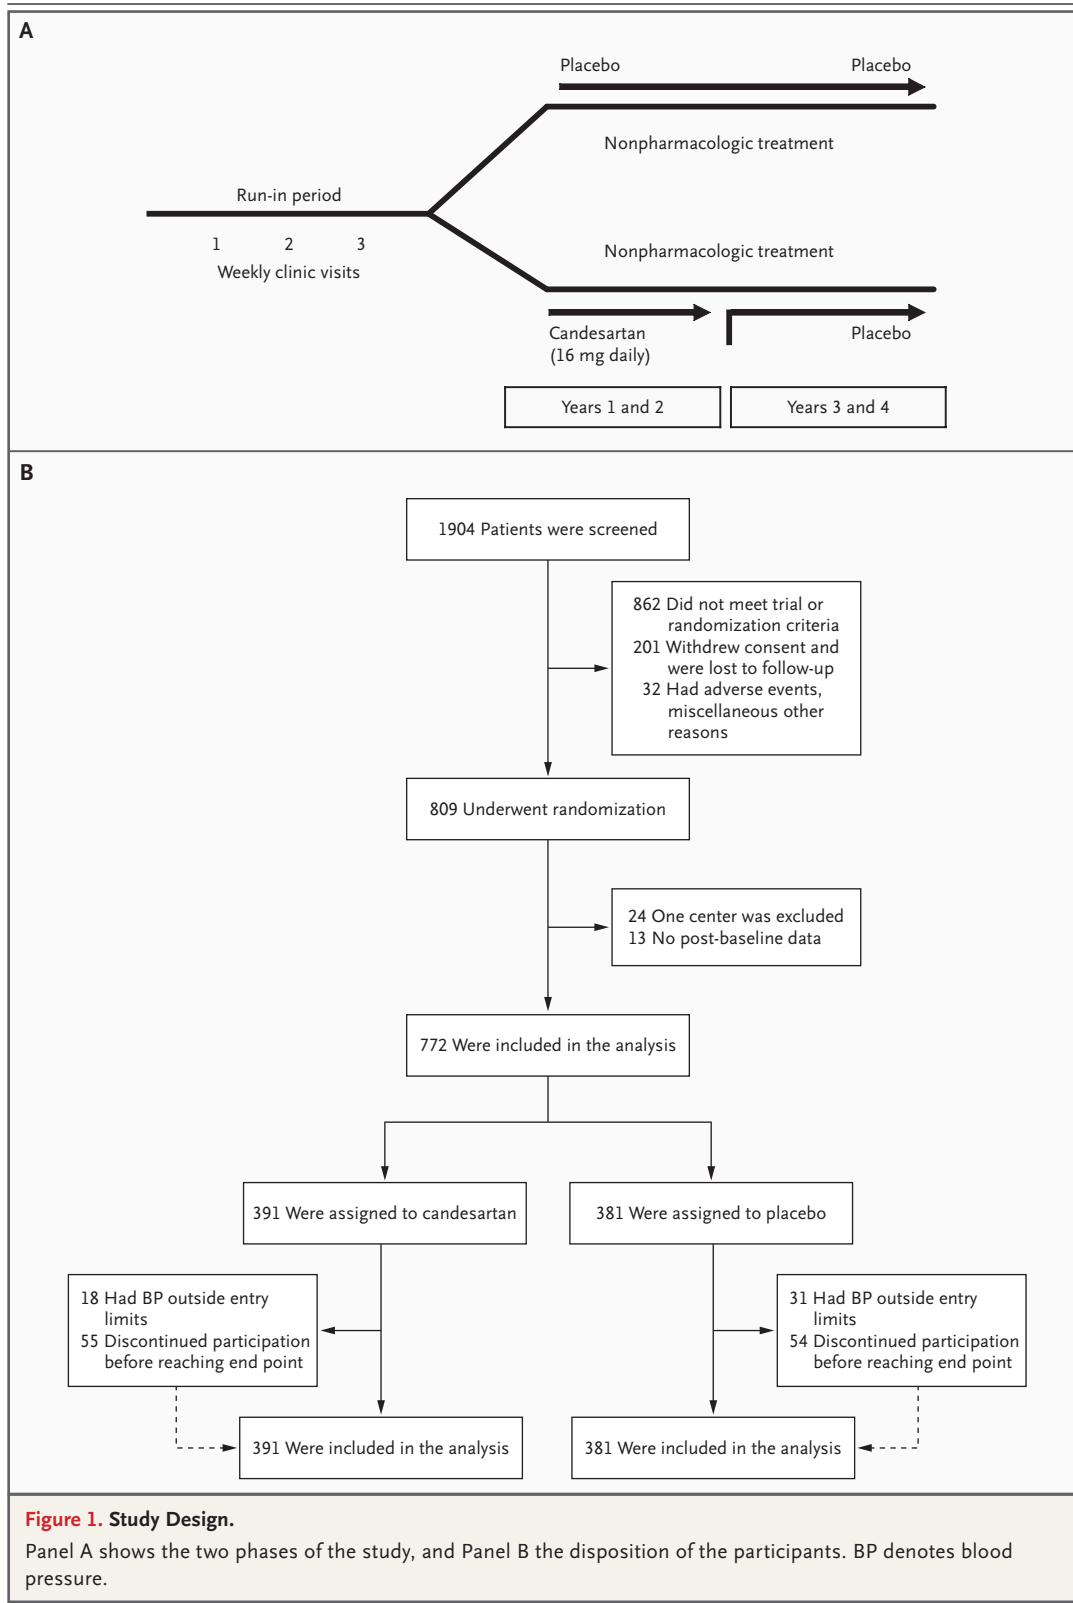 A
Placebo Placebo
Nonpharmacologic treatment
Run-in period
1 2 3
Weekly clinic visits
Nonpharmacologic treatment
Candesartan
(16 mg daily)
Placebo
Years 1 and 2
Years 3 and 4
B
1904 Patients were screened
862 Did not meet trial or
randomization criteria
201 Withdrew consent and
were lost to follow-up
32 Had adverse events,
miscellaneous other
reasons
809 Underwent randomization
24 One center was excluded
13 No post-baseline data
772 Were included in the analysis
391 Were assigned to candesartan
381 Were assigned to placebo
18 Had BP outside entry
limits
55 Discontinued participation
before reaching end point
31 Had BP outside entry
limits
54 Discontinued participation
before reaching end point
391 Were included in the analysis
381 Were included in the analysis
Figure 1. Study Design.
Panel A shows the two phases of the study, and Panel B the disposition of the participants. BP denotes blood
pressure.